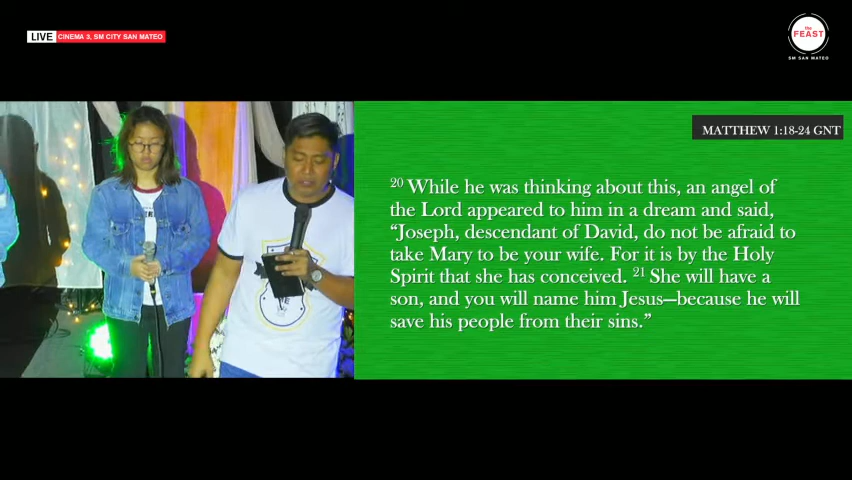 LIVE CINEMA 3, SM CITY SAN MATEO
the
FEAST
SM SAN MATEO
MATTHEW 1:18-24 GNT
20 While he was thinking about this, an angel of
the Lord appeared to him in a dream and said,
“Joseph, descendant of David, do not be afraid to
take Mary to be your wife. For it is by the Holy
Spirit that she has conceived. 21 She will have a
son, and you will name him Jesus—because he will
save his people from their sins.”